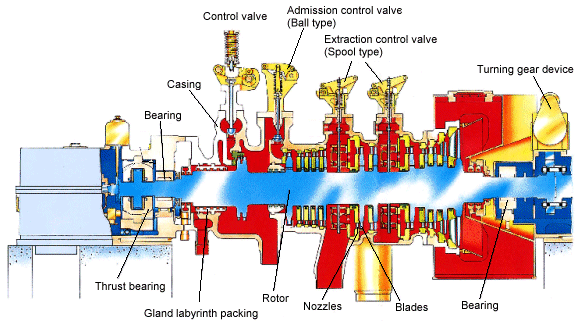 Control valve
Admission control valve
(Ball type)
Extraction control valve
(Spool type)
Turning gear device
Casing
Bearing
Thrust bearing
Gland labyrinth packing
Rotor
Nozzles
Blades
Bearing